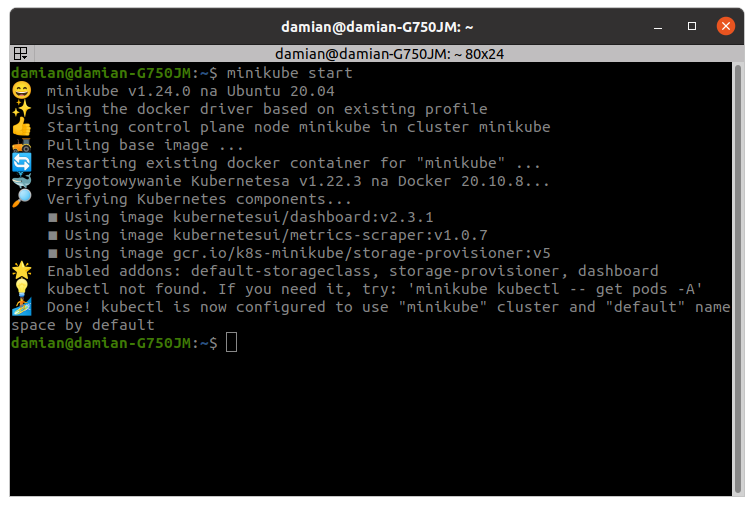 damian@damian-G750JM: ~
damian@damian-G750JM: ~ 80x24
damian@damian-G750JM:~$ minikube start
😄 minikube v1.24.0 na Ubuntu 20.04
✨ Using the docker driver based on existing profile
👍 Starting control plane node minikube in cluster minikube
🚜 Pulling base image ...
🔄 Restarting existing docker container for "minikube" ...
🐳 Przygotowywanie Kubernetesa v1.22.3 na Docker 20.10.8...
🔎 Verifying Kubernetes components...
■ Using image kubernetesui/dashboard:v2.3.1
■ Using image kubernetesui/metrics-scraper:v1.0.7
■ Using image gcr.io/k8s-minikube/storage-provisioner:v5
🌟 Enabled addons: default-storageclass, storage-provisioner, dashboard
💡 kubectl not found. If you need it, try: 'minikube kubectl -- get pods -A'
🏄 Done! kubectl is now configured to use "minikube" cluster and "default" name
space by default
damian@damian-G750JM:~$